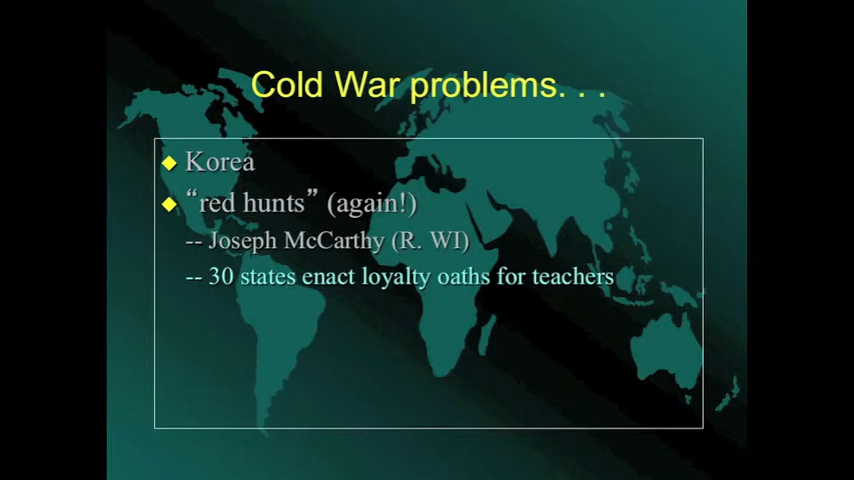 Cold War problems. . .
Korea
“red hunts” (again!)
-- Joseph McCarthy (R. WI)
-- 30 states enact loyalty oaths for teachers